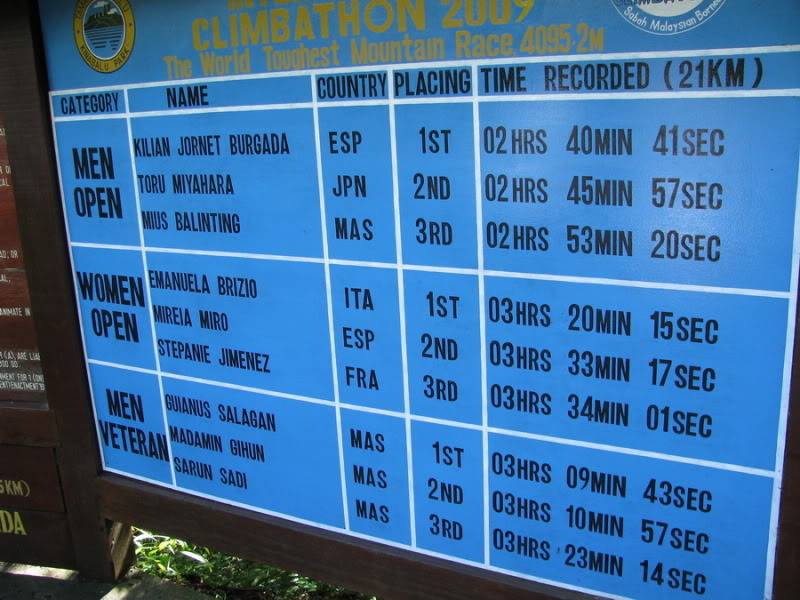 KINABALU PARK
CLIMBATHON 2009
The World Toughest Mountain Race, 4095·2M
Sabah Malaysian Borneo
CATEGORY NAME COUNTRY PLACING TIME RECORDED (21KM)
MEN OPEN
KILIAN JORNET BURGADA ESP 1ST 02HRS 40MIN 41SEC
TORU MIYAHARA JPN 2ND 02HRS 45MIN 57SEC
MIUS BALINTING MAS 3RD 02HRS 53MIN 20SEC
WOMEN OPEN
EMANUELA BRIZIO ITA 1ST 03HRS 20MIN 15SEC
MIREIA MIRO ESP 2ND 03HRS 33MIN 17SEC
STEPANIE JIMENEZ FRA 3RD 03HRS 34MIN 01SEC
MEN VETERAN
GUIANUS SALAGAN MAS 1ST 03HRS 09MIN 43SEC
MADAMIN GIHUN MAS 2ND 03HRS 10MIN 57SEC
SARUN SADI MAS 3RD 03HRS 23MIN 14SEC
KM)
DA